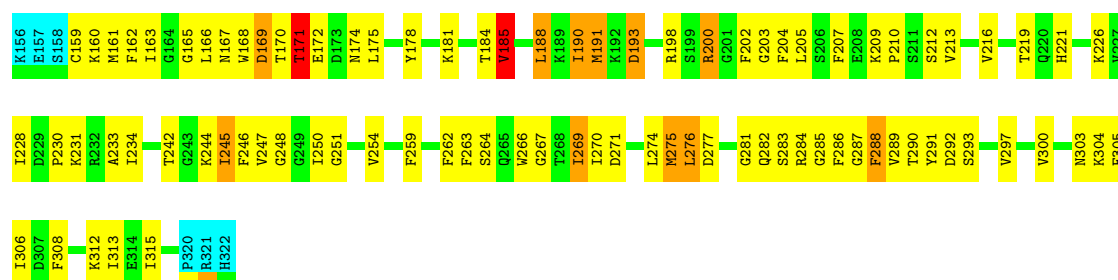 K156 E157 S158 C159 K160 M161 F162 I163 G164 G165 L166 N167 W168 D169 T170 T171 E172 D173 N174 L175 Y178 K181 T184 V185 L188 K189 I190 M191 K192 D193 R198 S199 R200 G201 F202 G203 F204 L205 S206 F207 E208 K209 P210 S211 S212 V213 V216 T219 Q220 H221 K226 V227
I228 D229 P230 K231 R232 A233 I234 T242 G243 K244 I245 F246 V247 G248 G249 I250 G251 V254 F259 F262 F263 S264 Q265 W266 G267 T268 I269 I270 D271 L274 M275 L276 D277 G281 Q282 S283 R284 G285 F286 G287 F288 V289 T290 Y291 D292 S293 V297 V300 N303 K304 F305
I306 D307 F308 K312 I313 E314 I315 P320 R321 H322